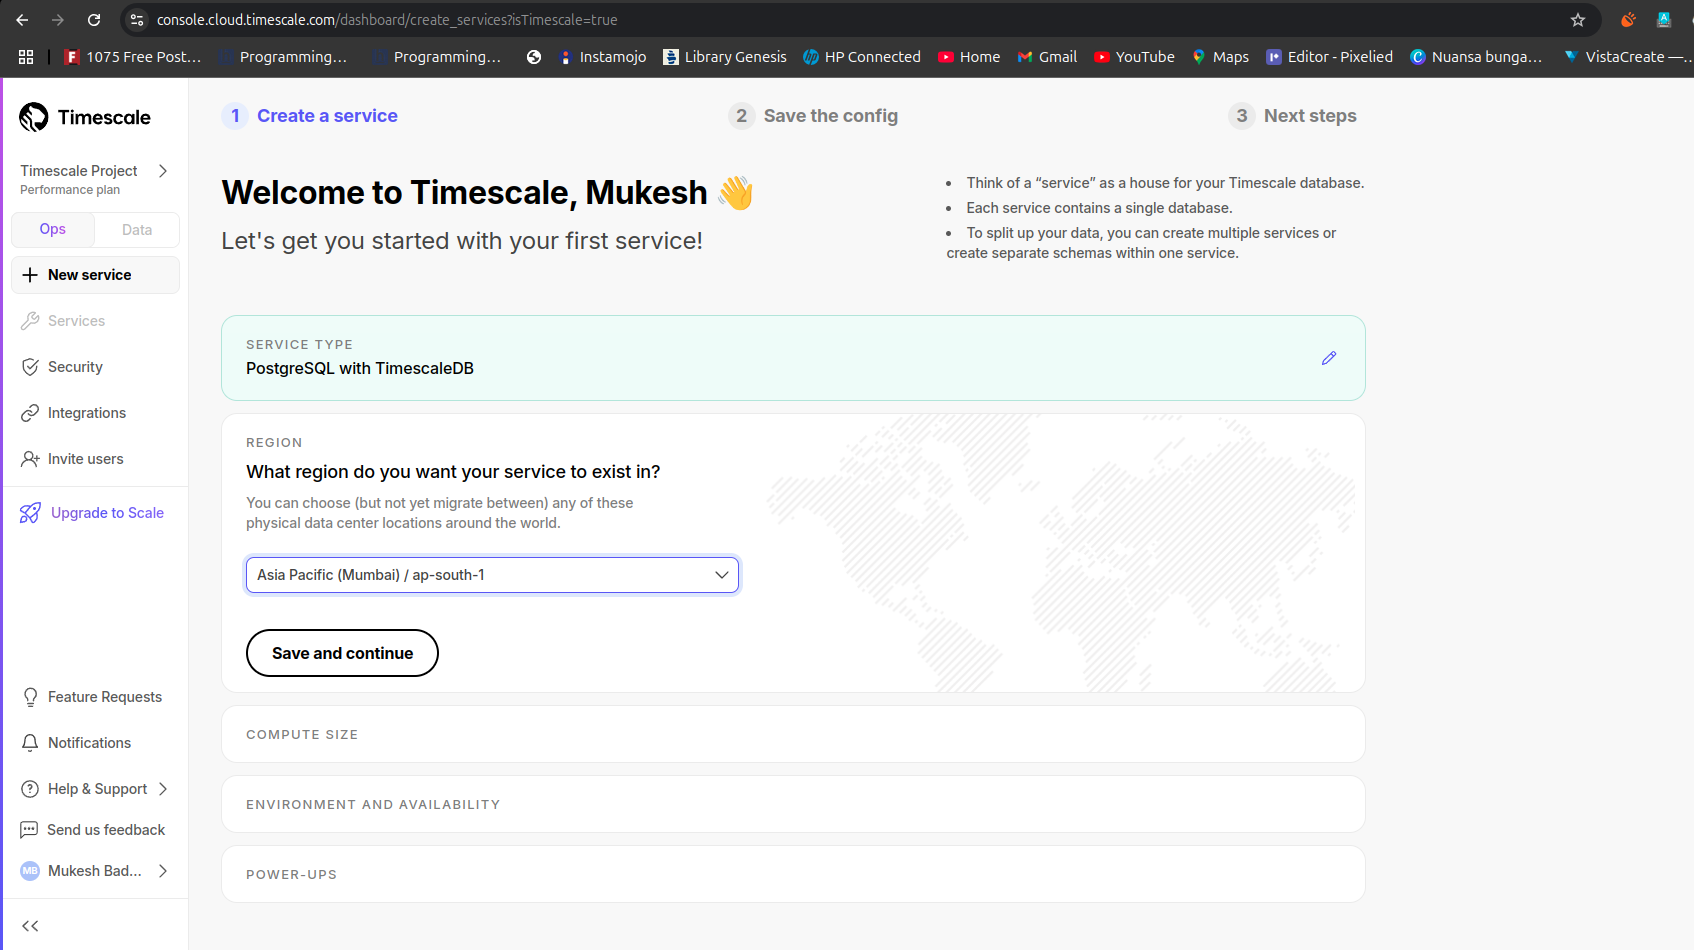 console.cloud.timescale.com/dashboard/create_services?isTimescale=true
1075 Free Post...
Programming...
Programming...
Instamojo
Library Genesis
HP Connected
Home
Gmail
YouTube
Maps
Editor - Pixelied
Nuansa bunga...
VistaCreate —...
Timescale
Timescale Project
Performance plan
Ops
Data
New service
Services
Security
Integrations
Invite users
Upgrade to Scale
Feature Requests
Notifications
Help & Support
Send us feedback
MB
Mukesh Bad...
1 Create a service
2 Save the config
3 Next steps
Welcome to Timescale, Mukesh 👋
Let's get you started with your first service!
• Think of a “service” as a house for your Timescale database.
• Each service contains a single database.
• To split up your data, you can create multiple services or
create separate schemas within one service.
SERVICE TYPE
PostgreSQL with TimescaleDB
REGION
What region do you want your service to exist in?
You can choose (but not yet migrate between) any of these
physical data center locations around the world.
Asia Pacific (Mumbai) / ap-south-1
Save and continue
COMPUTE SIZE
ENVIRONMENT AND AVAILABILITY
POWER-UPS